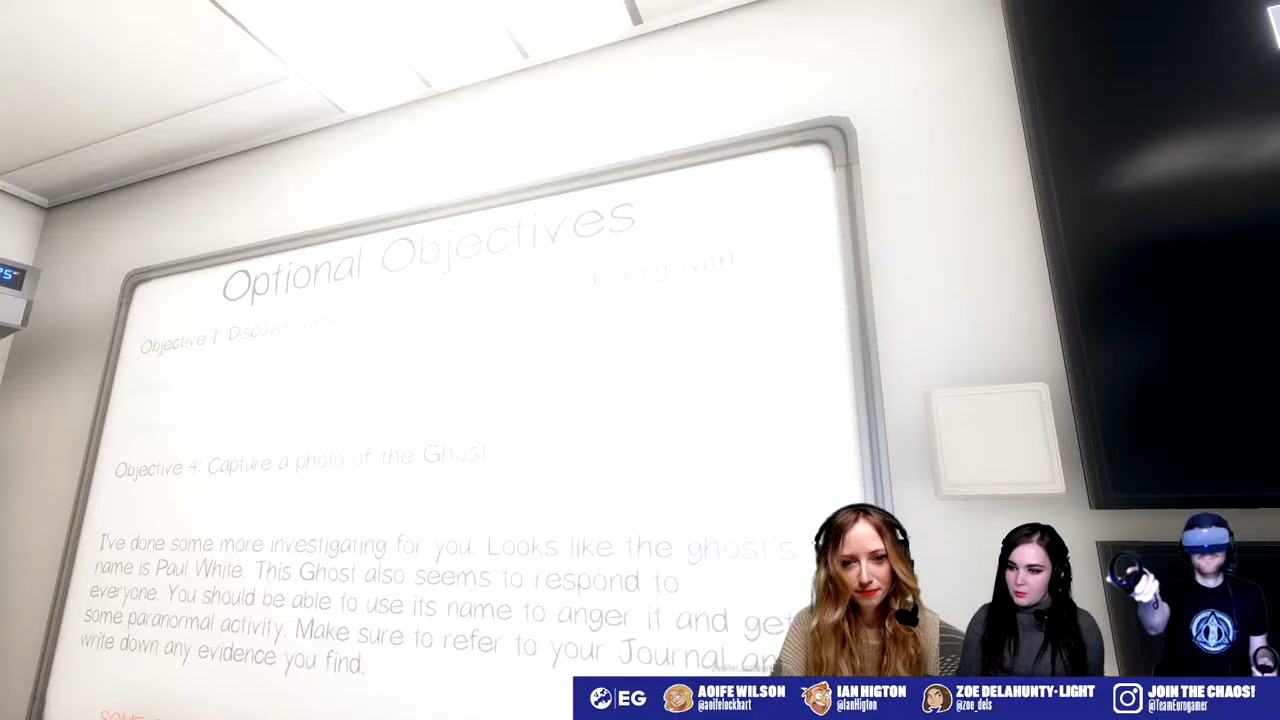 Optional Objectives
with
Objective 1: Discover
Objective 4: Capture a photo of the Ghost
I've done some more investigating for you. Looks like the ghost's
name is Paul White. This Ghost also seems to respond to
everyone. You should be able to use its name to anger it and get
some paranormal activity. Make sure to refer to your Journal an
write down any evidence you find.
EG
AOIFE WILSON
@aoifelockhart
IAN HIGTON
@IanHigton
ZOE DELAHUNTY-LIGHT
@zoe_dels
JOIN THE CHAOS!
@TeamEurogamer